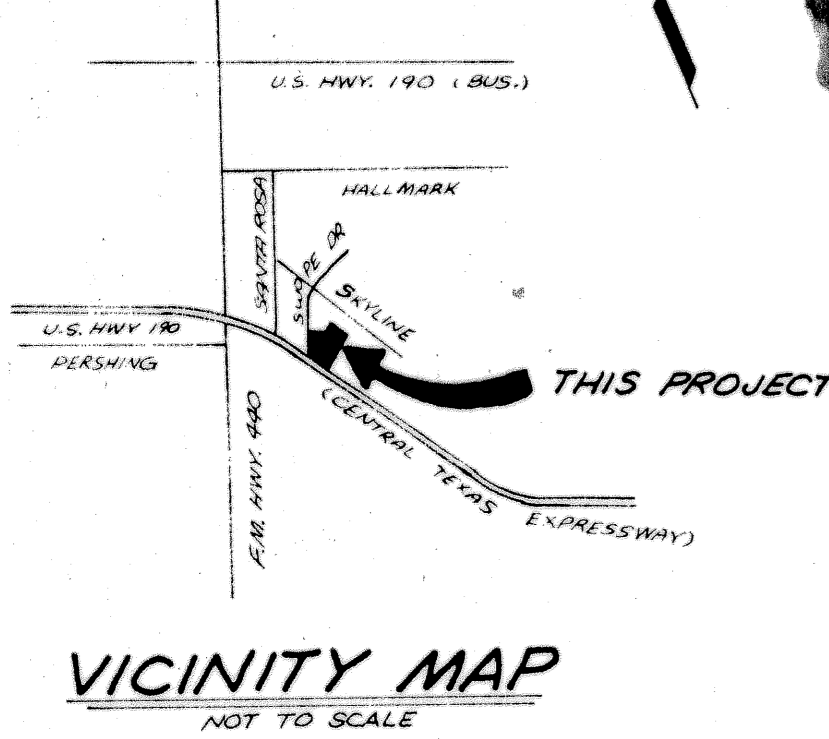 U.S. HWY. 190 (BUS.)
HALLMARK
SANTA ROSA
SWOPE DR
SKYLINE
U.S. HWY 190
PERSHING
THIS PROJECT
(CENTRAL TEXAS EXPRESSWAY)
F.M. HWY. 440
VICINITY MAP
NOT TO SCALE